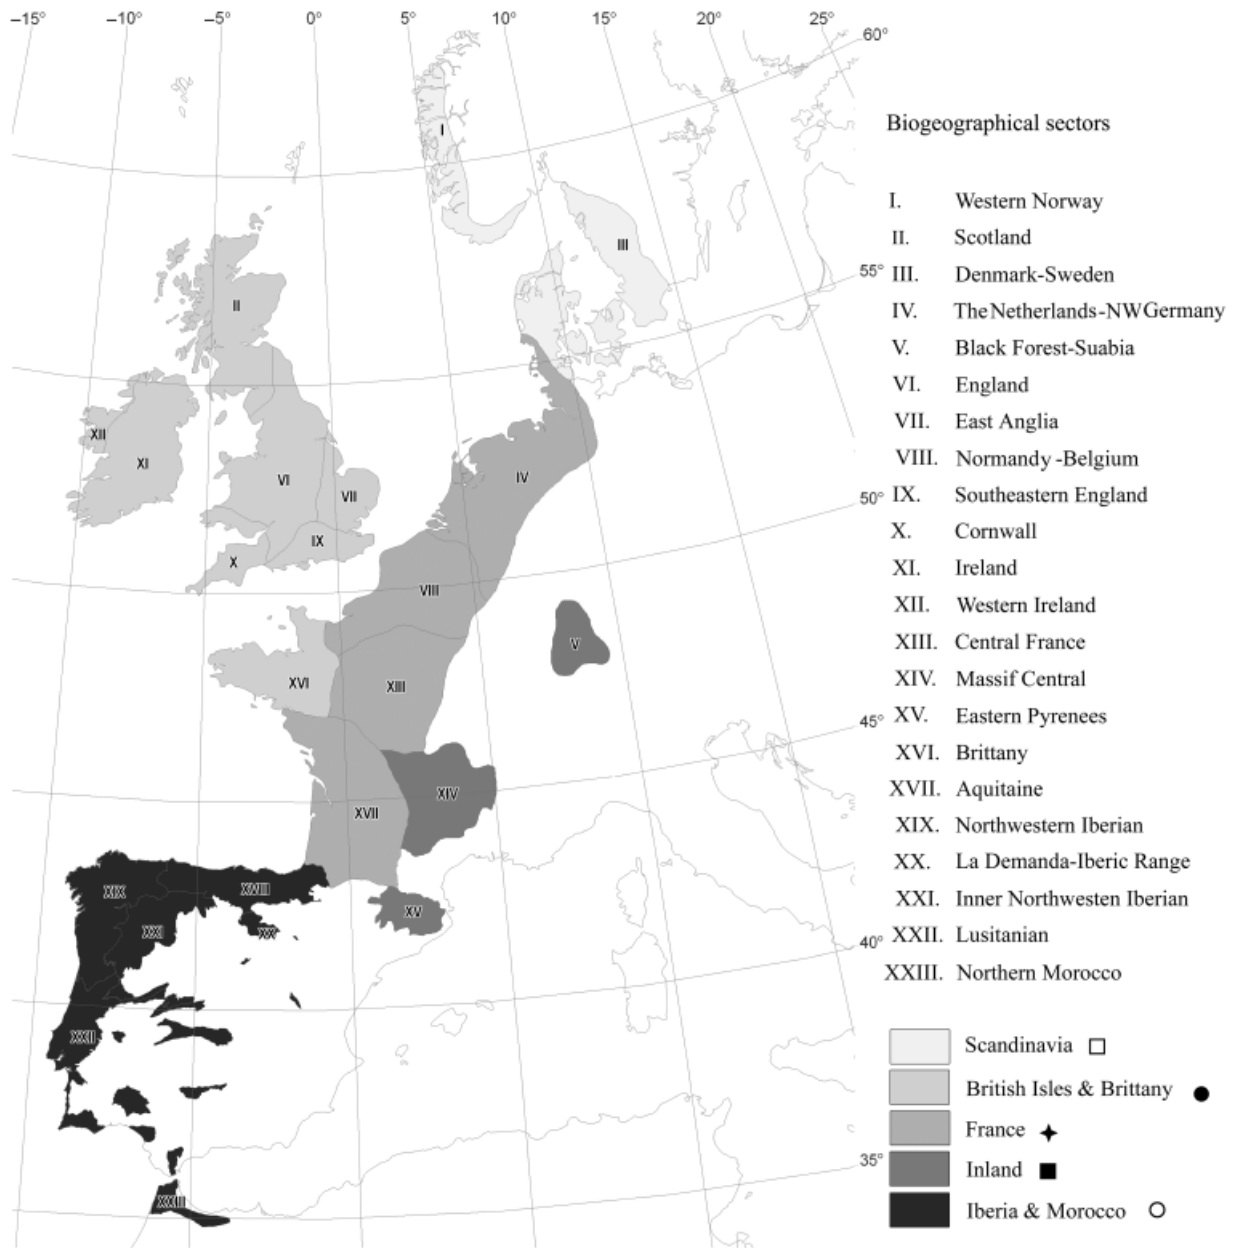 −15° −10° −5° 0° 5° 10° 15° 20° 25°
60°
55°
50°
45°
40°
35°
I
II
III
XII
XI
VI
VII
IV
IX
X
VIII
V
XVI
XIII
XIV
XVII
XIX
XVIII
XV
XXI
XX
XXII
XXIII
Biogeographical sectors
I. Western Norway
II. Scotland
III. Denmark-Sweden
IV. The Netherlands-NW Germany
V. Black Forest-Suabia
VI. England
VII. East Anglia
VIII. Normandy -Belgium
IX. Southeastern England
X. Cornwall
XI. Ireland
XII. Western Ireland
XIII. Central France
XIV. Massif Central
XV. Eastern Pyrenees
XVI. Brittany
XVII. Aquitaine
XIX. Northwestern Iberian
XX. La Demanda-Iberic Range
XXI. Inner Northwesten Iberian
XXII. Lusitanian
XXIII. Northern Morocco
Scandinavia
British Isles & Brittany
France
Inland
Iberia & Morocco